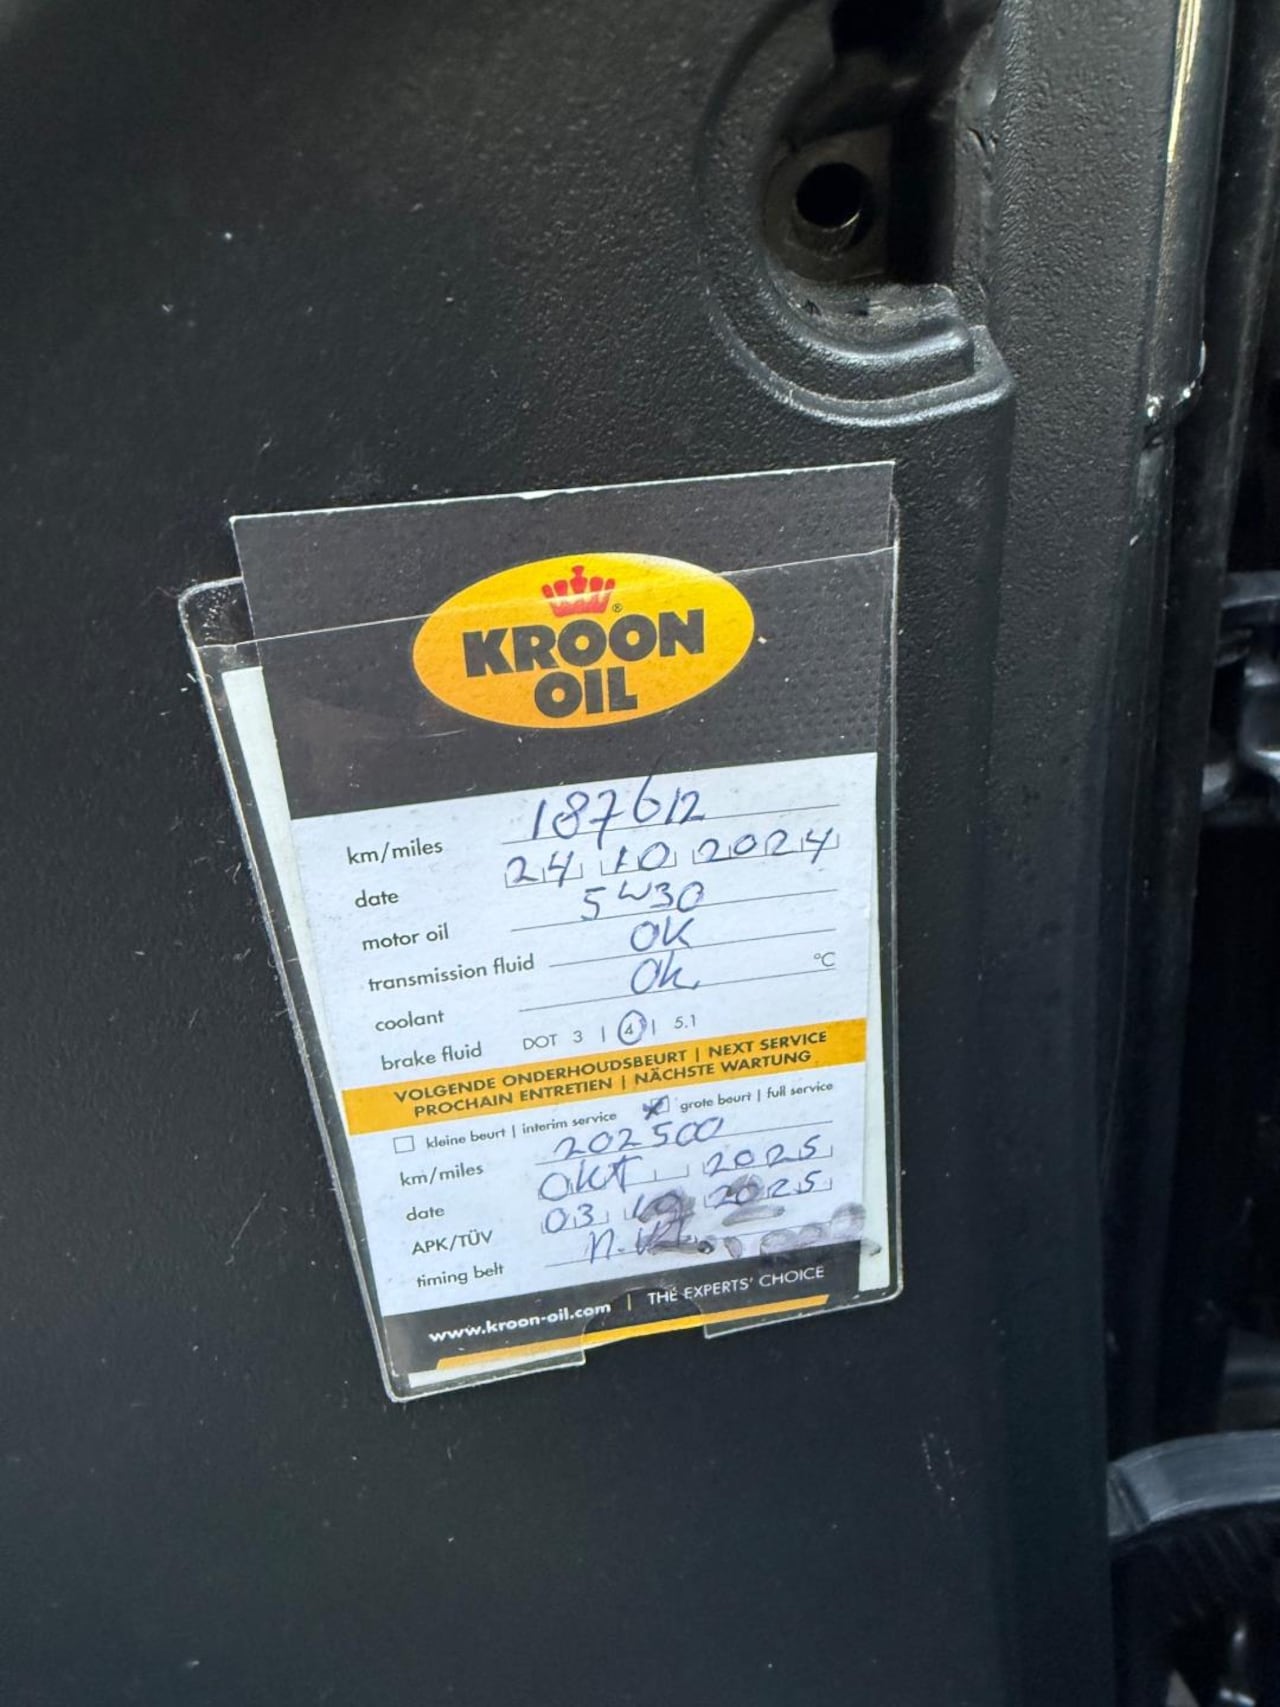 KROON
OIL
km/miles 187612
date 24 10 2024
motor oil 5W30
transmission fluid OK
coolant Ok °C
brake fluid DOT 3 | 4 | 5.1
VOLGENDE ONDERHOUDSBEURT | NEXT SERVICE
PROCHAIN ENTRETIEN | NÄCHSTE WARTUNG
kleine beurt | interim service grote beurt | full service
km/miles 202500
date OKT 2025
APK/TÜV 03 10 2025
timing belt
www.kroon-oil.com | THE EXPERTS' CHOICE